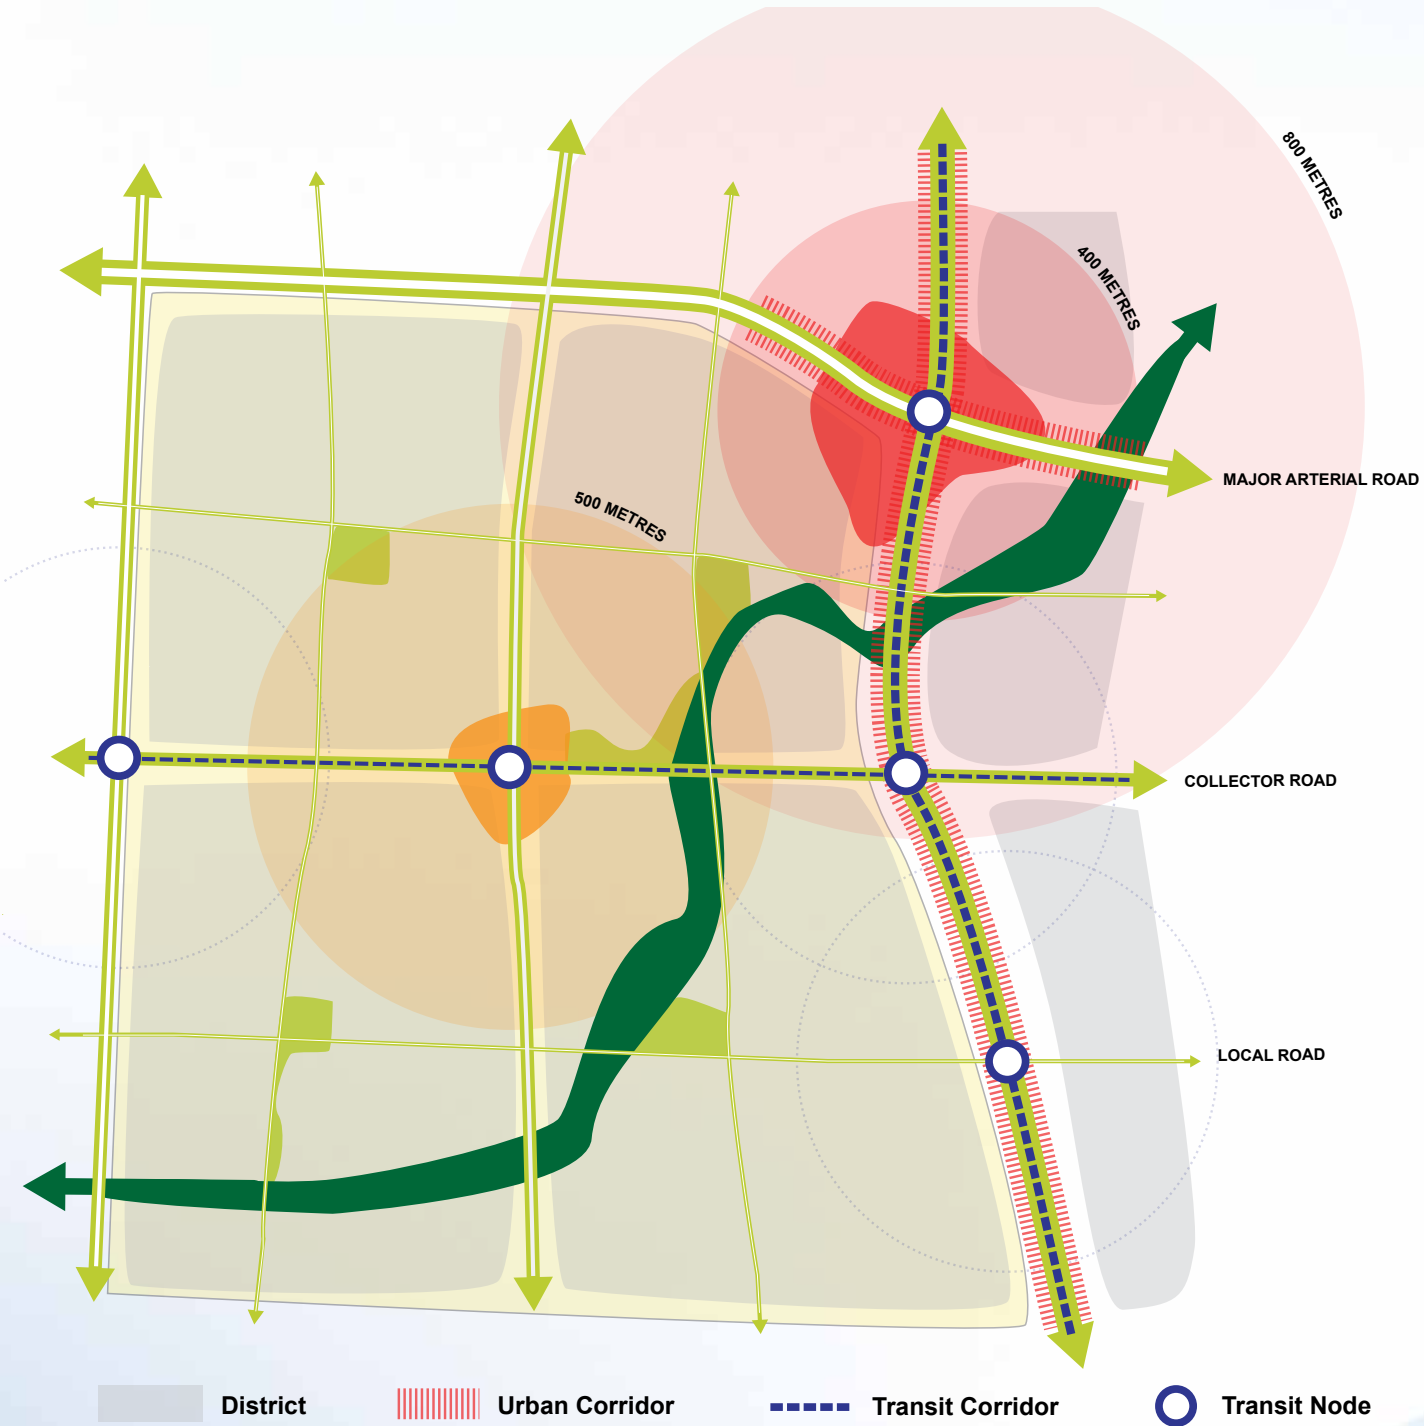 800 METRES
400 METRES
MAJOR ARTERIAL ROAD
500 METRES
COLLECTOR ROAD
LOCAL ROAD
District
Urban Corridor
Transit Corridor
Transit Node